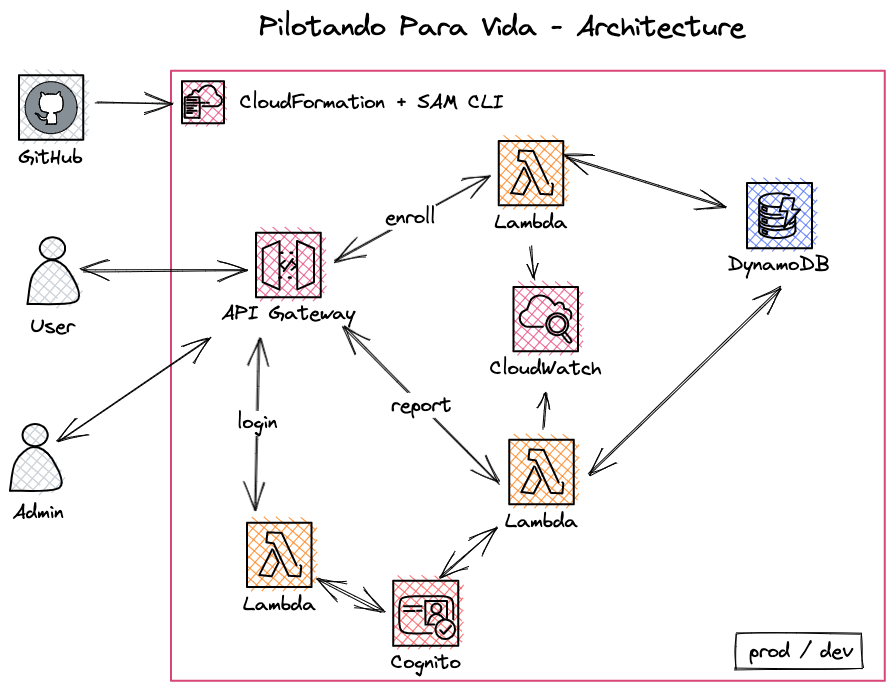 Pilotando Para Vida - Architecture
CloudFormation + SAM CLI
GitHub
Lambda
enroll
DynamoDB
API Gateway
User
CloudWatch
report
login
Admin
Lambda
Lambda
Cognito
prod / dev